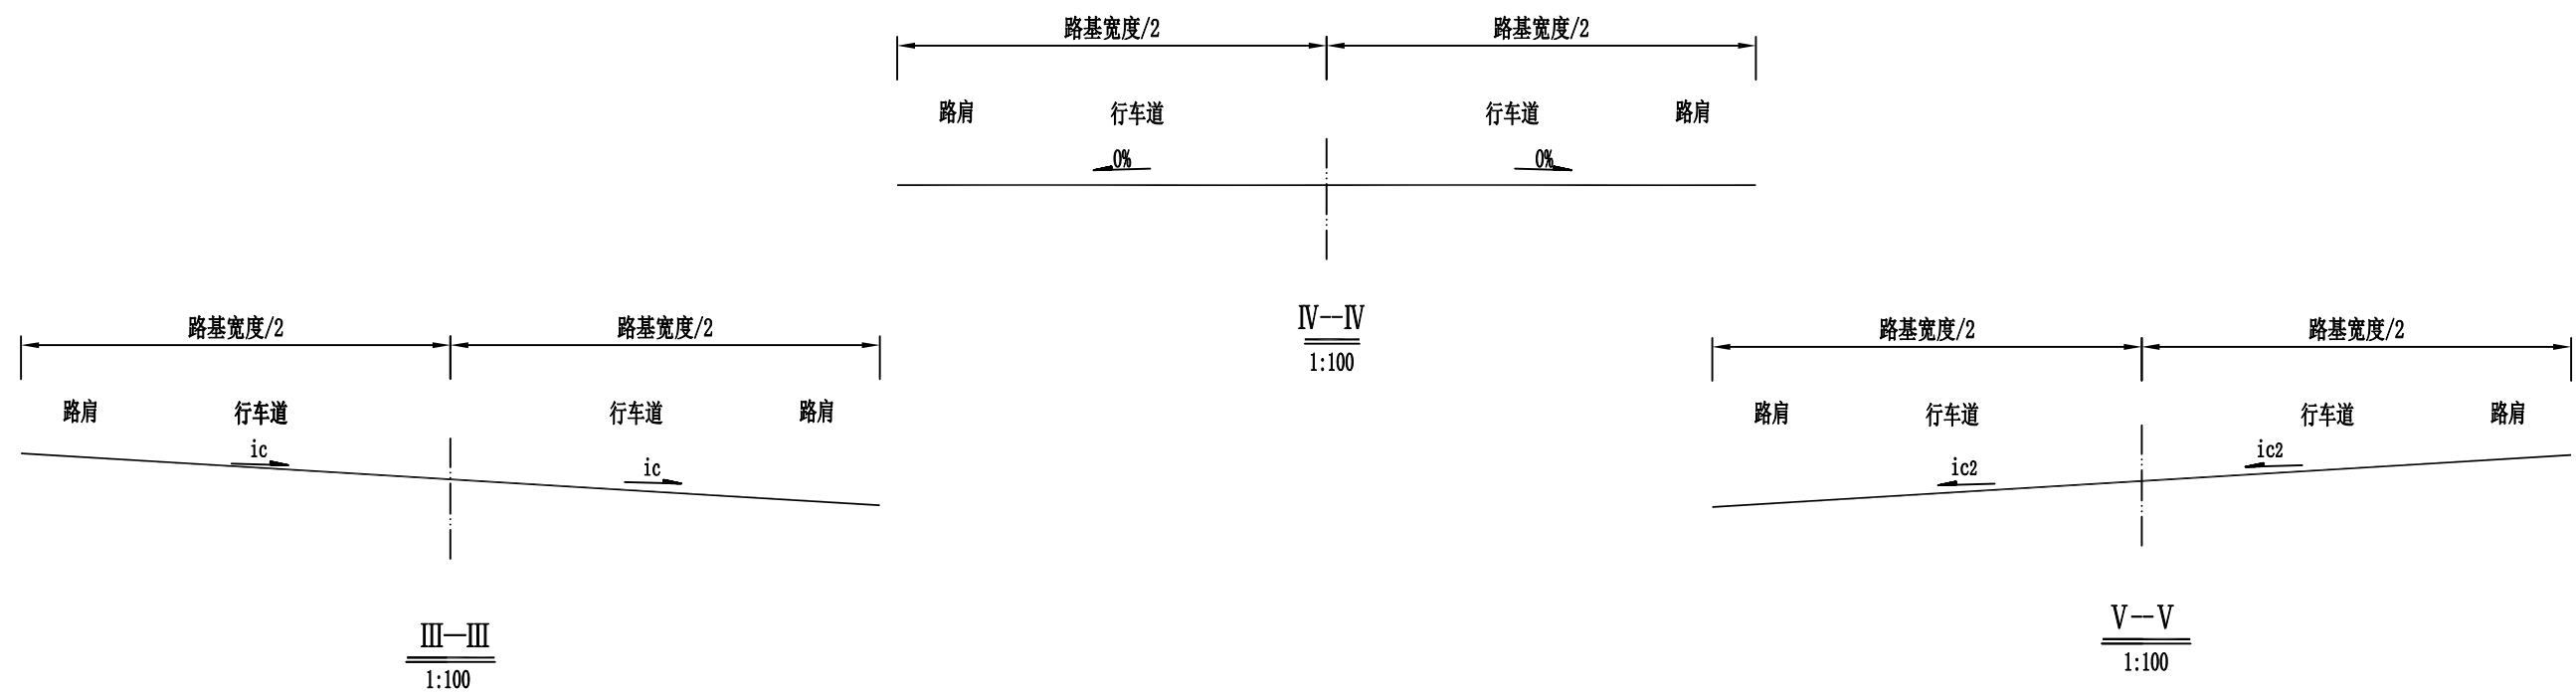 路基宽度/2 路基宽度/2
路肩 行车道 行车道 路肩
0% 0%
Ⅳ--Ⅳ
1:100
路基宽度/2 路基宽度/2
路肩 行车道 行车道 路肩
ic ic
Ⅲ—Ⅲ
1:100
路基宽度/2 路基宽度/2
路肩 行车道 行车道 路肩
ic2 ic2
Ⅴ--Ⅴ
1:100